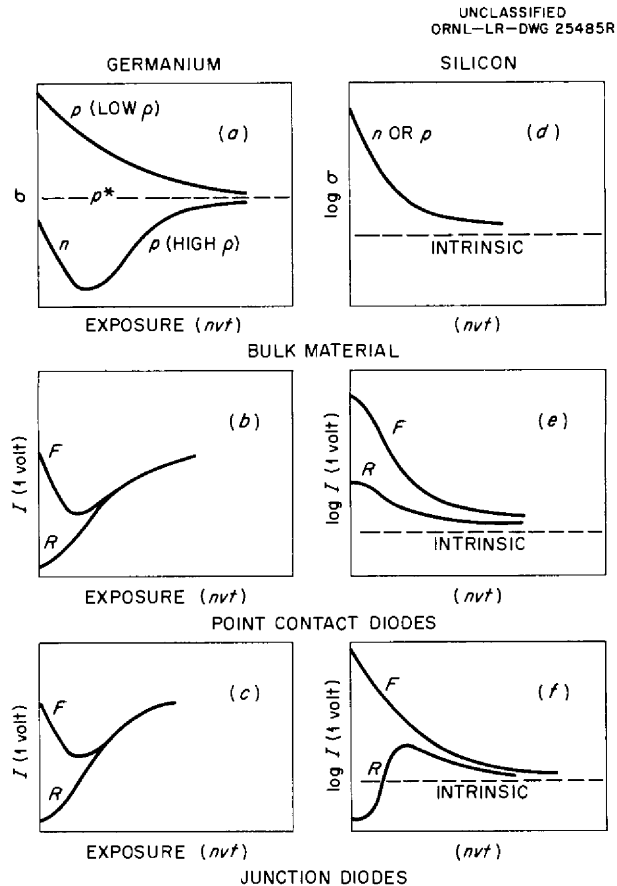 UNCLASSIFIED
ORNL-LR-DWG 25485R
GERMANIUM
SILICON
p (LOW ρ)
(a)
σ
p*
n
p (HIGH ρ)
EXPOSURE (nvt)
n OR p
(d)
log σ
INTRINSIC
(nvt)
BULK MATERIAL
(b)
F
I (1 volt)
R
EXPOSURE (nvt)
(e)
F
R
log I (1 volt)
INTRINSIC
(nvt)
POINT CONTACT DIODES
(c)
F
I (1 volt)
R
EXPOSURE (nvt)
(f)
F
log I (1 volt)
R
INTRINSIC
(nvt)
JUNCTION DIODES